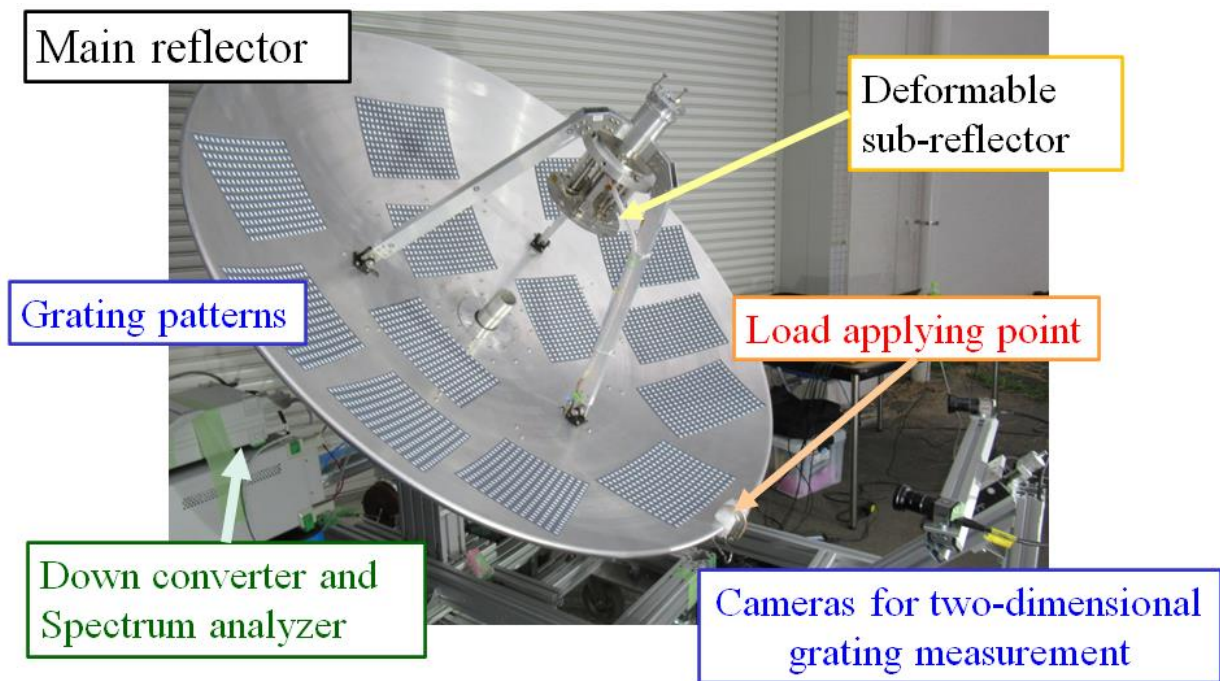 Main reflector
Deformable
sub-reflector
Grating patterns
Load applying point
Down converter and
Spectrum analyzer
Cameras for two-dimensional
grating measurement